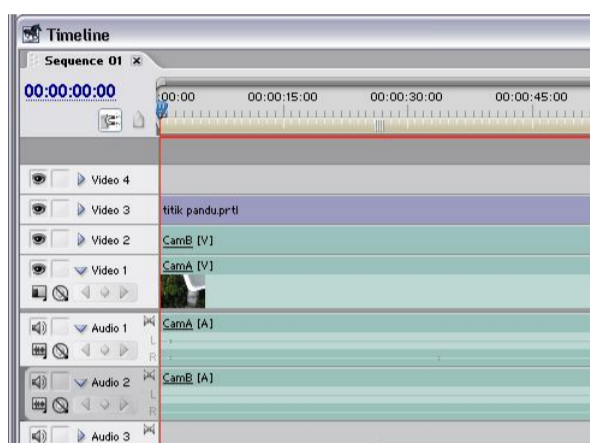 Timeline
Sequence 01 x
00:00:00:00
:00:00 00:00:15:00 00:00:30:00 00:00:45:00
Video 4
Video 3 titik pandu.prtl
Video 2 CamB [V]
Video 1 CamA [V]
Audio 1 CamA [A]
L
R
Audio 2 CamB [A]
L
R
Audio 3